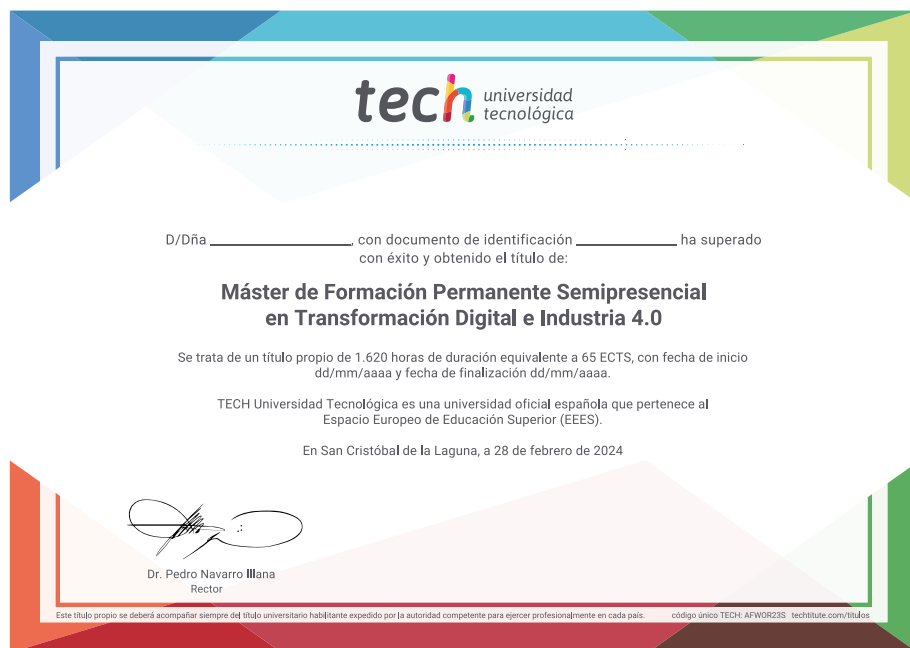 tech universidad
tecnológica
D/Dña ____________________, con documento de identificación ______________ ha superado
con éxito y obtenido el título de:
Máster de Formación Permanente Semipresencial
en Transformación Digital e Industria 4.0
Se trata de un título propio de 1.620 horas de duración equivalente a 65 ECTS, con fecha de inicio
dd/mm/aaaa y fecha de finalización dd/mm/aaaa.
TECH Universidad Tecnológica es una universidad oficial española que pertenece al
Espacio Europeo de Educación Superior (EEES).
En San Cristóbal de la Laguna, a 28 de febrero de 2024
Dr. Pedro Navarro Illana
Rector
Este título propio se deberá acompañar siempre del título universitario habilitante expedido por la autoridad competente para ejercer profesionalmente en cada país. código único TECH: AFWOR23S techtitute.com/titulos